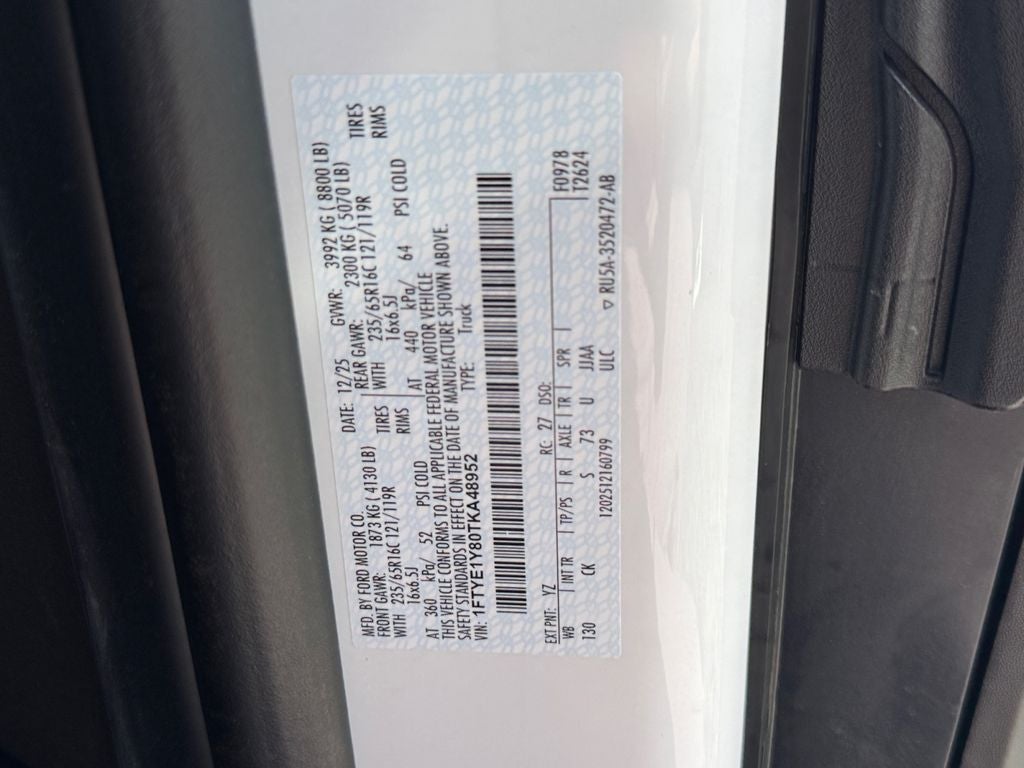 MFD. BY FORD MOTOR CO. DATE: 12/25 GVWR: 3992 KG ( 8800 LB)
FRONT GAWR: 1873 KG ( 4130 LB) REAR GAWR: 2300 KG ( 5070 LB)
WITH 235/65R16C 121/119R TIRES WITH 235/65R16C 121/119R TIRES
16x6.5J RIMS 16x6.5J RIMS
AT 360 kPa/ 52 PSI COLD AT 440 kPa/ 64 PSI COLD
THIS VEHICLE CONFORMS TO ALL APPLICABLE FEDERAL MOTOR VEHICLE
SAFETY STANDARDS IN EFFECT ON THE DATE OF MANUFACTURE SHOWN ABOVE.
VIN: 1FTYE1Y80TKA48952 TYPE: Truck
EXT PNT: YZ RC: 27 DSO: F0978
WB INT TR TP/PS R AXLE TR SPR T2624
130 CK S 73 U JJAA
1202512160799 ULC ▽ RU5A-3520472-AB